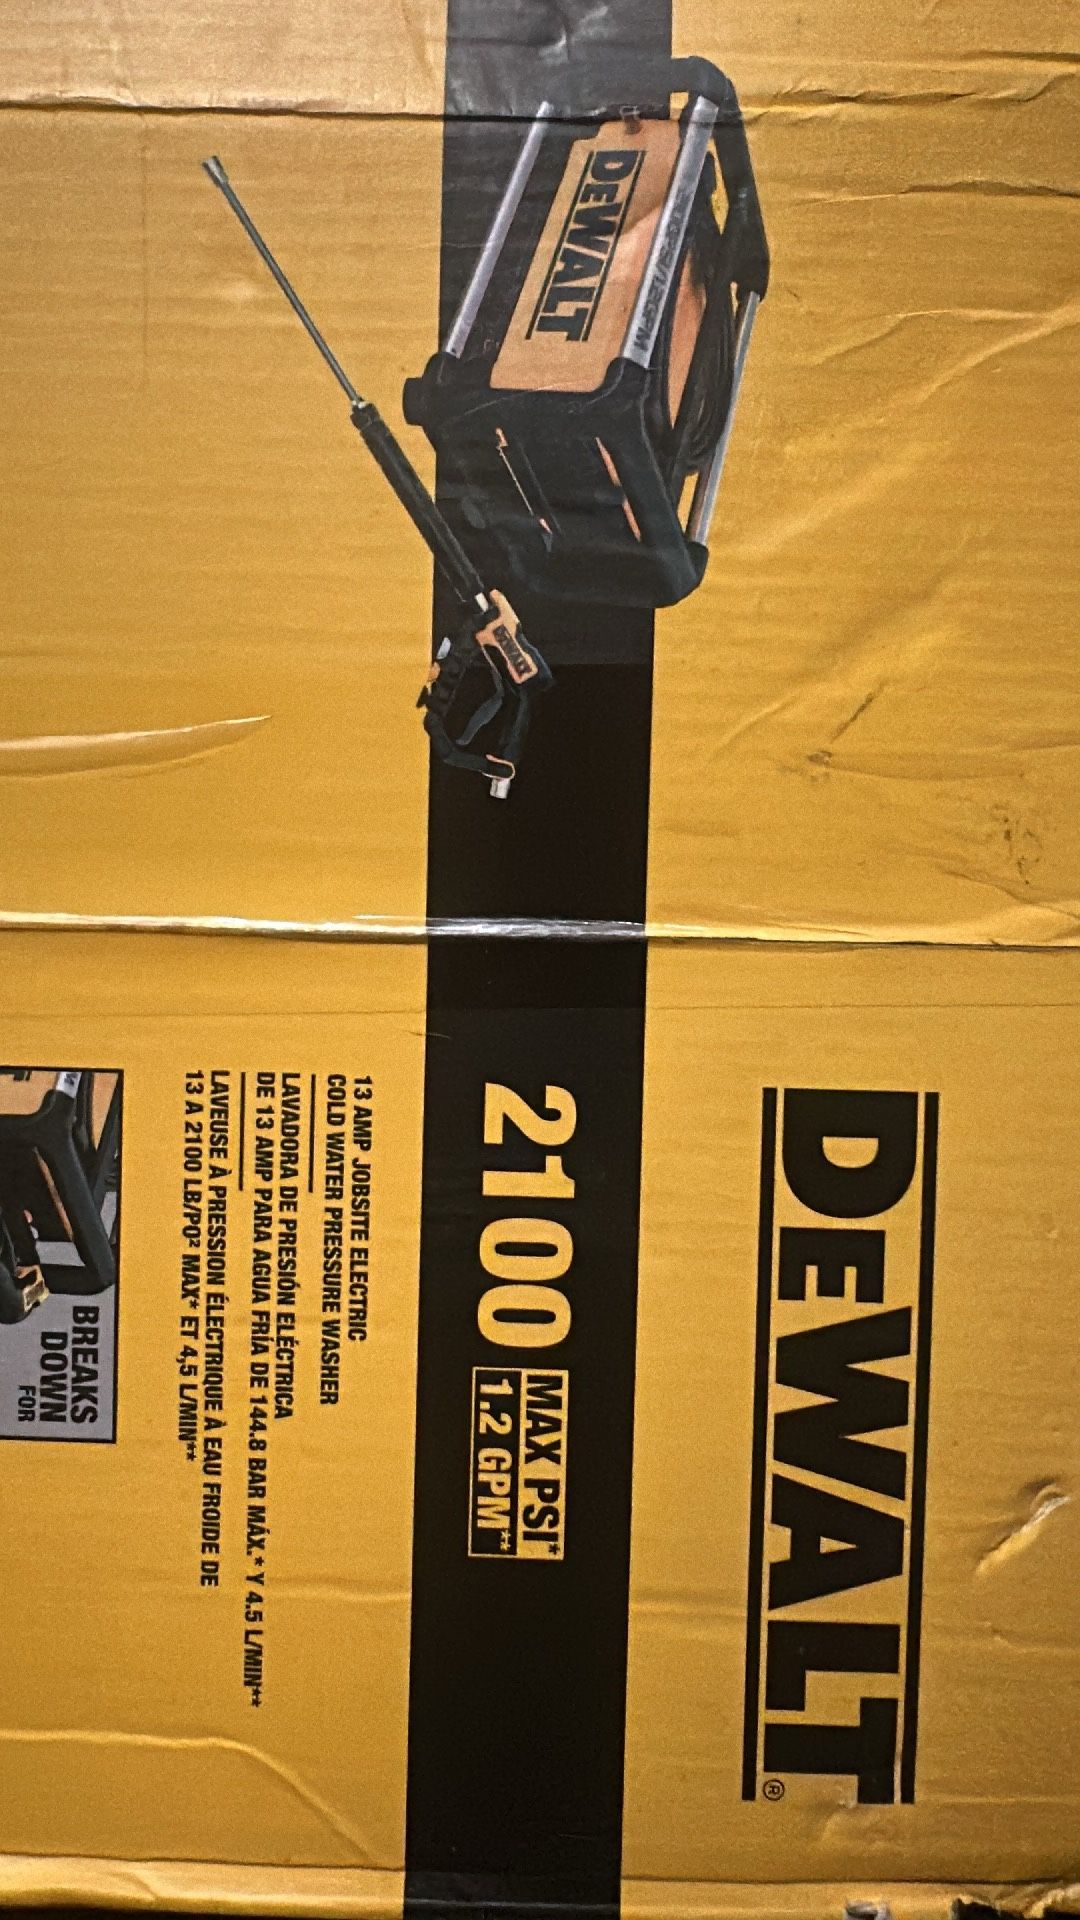 DEWALT
DEWALT
DEWALT®
2100 MAX PSI*
1.2 GPM**
13 AMP JOBSITE ELECTRIC
COLD WATER PRESSURE WASHER
LAVADORA DE PRESIÓN ELÉCTRICA
DE 13 AMP PARA AGUA FRÍA DE 144.8 BAR MÁX.* Y 4.5 L/MIN**
LAVEUSE À PRESSION ÉLECTRIQUE À EAU FROIDE DE
13 A 2100 LB/PO² MAX* ET 4,5 L/MIN**
BREAKS
DOWN
FOR